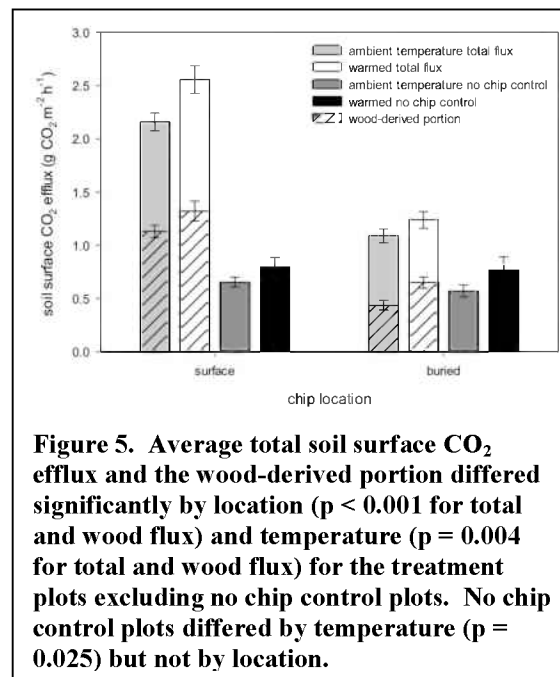 3.0
2.5
2.0
1.5
1.0
0.5
0.0
soil surface CO₂ efflux (g CO₂ m⁻² h⁻¹)
ambient temperature total flux
warmed total flux
ambient temperature no chip control
warmed no chip control
wood-derived portion
surface
buried
chip location
Figure 5.  Average total soil surface CO₂
efflux and the wood-derived portion differed
significantly by location (p < 0.001 for total
and wood flux) and temperature (p = 0.004
for total and wood flux) for the treatment
plots excluding no chip control plots.  No chip
control plots differed by temperature (p =
0.025) but not by location.